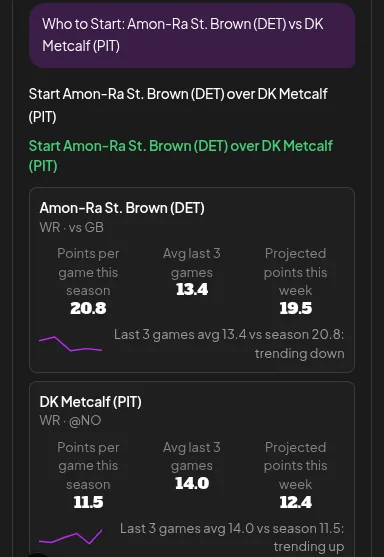 Who to Start: Amon-Ra St. Brown (DET) vs DK
Metcalf (PIT)
Start Amon-Ra St. Brown (DET) over DK Metcalf
(PIT)
Start Amon-Ra St. Brown (DET) over DK Metcalf
(PIT)
Amon-Ra St. Brown (DET)
WR · vs GB
Points per
game this
season
20.8
Avg last 3
games
13.4
Projected
points this
week
19.5
Last 3 games avg 13.4 vs season 20.8:
trending down
DK Metcalf (PIT)
WR · @NO
Points per
game this
season
11.5
Avg last 3
games
14.0
Projected
points this
week
12.4
Last 3 games avg 14.0 vs season 11.5:
trending up